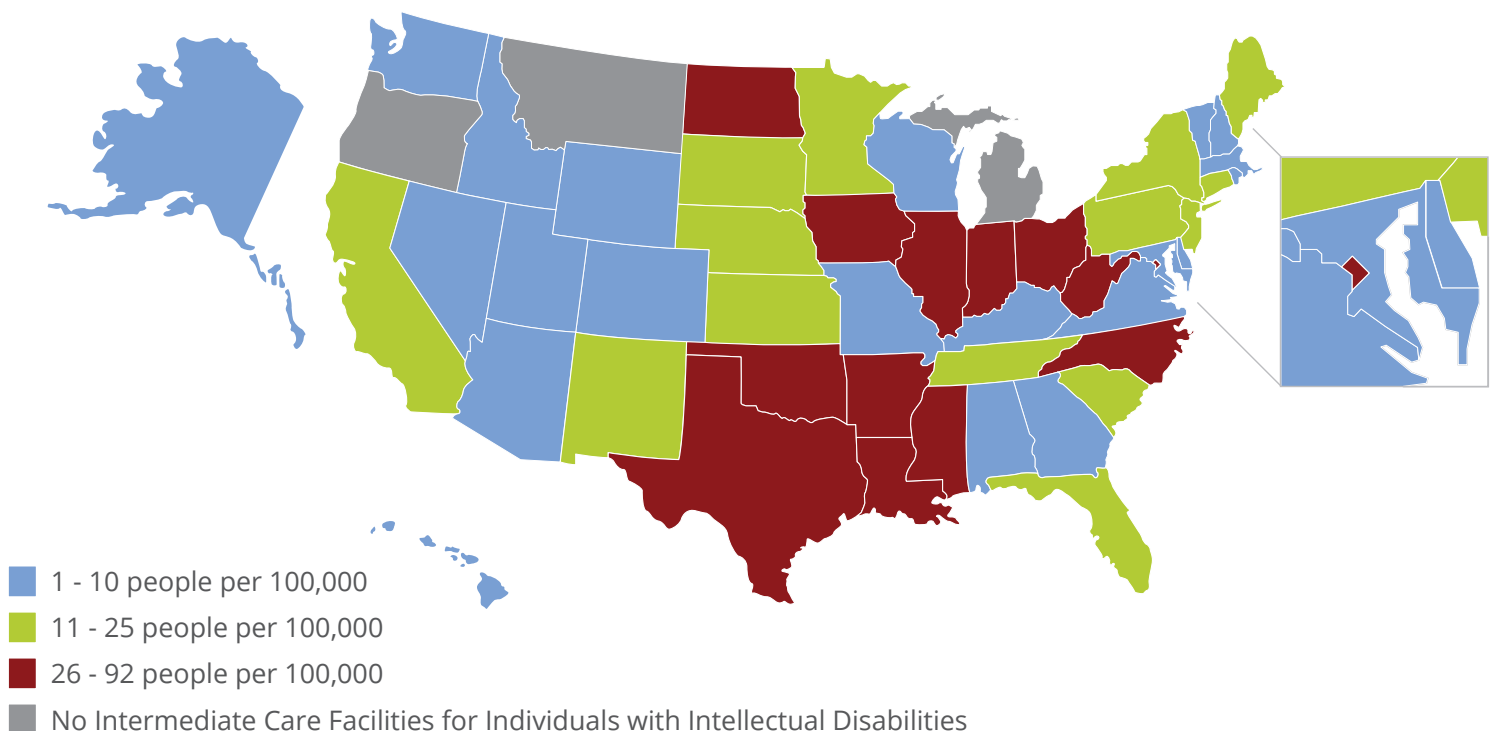 1 - 10 people per 100,000
11 - 25 people per 100,000
26 - 92 people per 100,000
No Intermediate Care Facilities for Individuals with Intellectual Disabilities